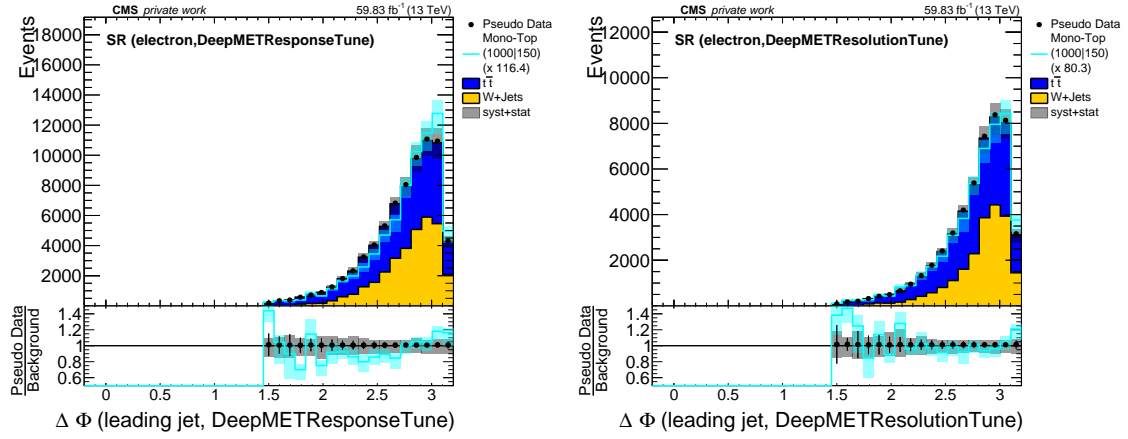 CMS private work 59.83 fb⁻¹ (13 TeV)
Events
SR (electron,DeepMETResponseTune)
18000
16000
14000
12000
10000
8000
6000
4000
2000
Pseudo Data
Mono-Top
(1000|150)
(x 116.4)
t t̅
W+Jets
syst+stat
Pseudo Data
Background
1.4
1.2
1
0.8
0.6
0 0.5 1 1.5 2 2.5 3
Δ Φ (leading jet, DeepMETResponseTune)
CMS private work 59.83 fb⁻¹ (13 TeV)
Events
SR (electron,DeepMETResolutionTune)
12000
10000
8000
6000
4000
2000
Pseudo Data
Mono-Top
(1000|150)
(x 80.3)
t t̅
W+Jets
syst+stat
Pseudo Data
Background
1.4
1.2
1
0.8
0.6
0 0.5 1 1.5 2 2.5 3
Δ Φ (leading jet, DeepMETResolutionTune)